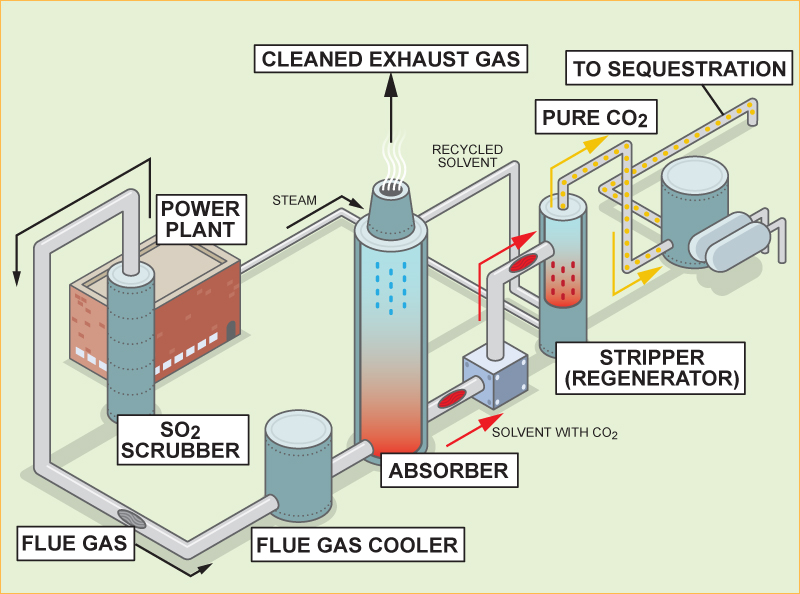 CLEANED EXHAUST GAS
TO SEQUESTRATION
PURE CO₂
RECYCLED
SOLVENT
STEAM
POWER
PLANT
STRIPPER
(REGENERATOR)
SO₂
SCRUBBER
SOLVENT WITH CO₂
ABSORBER
FLUE GAS
FLUE GAS COOLER